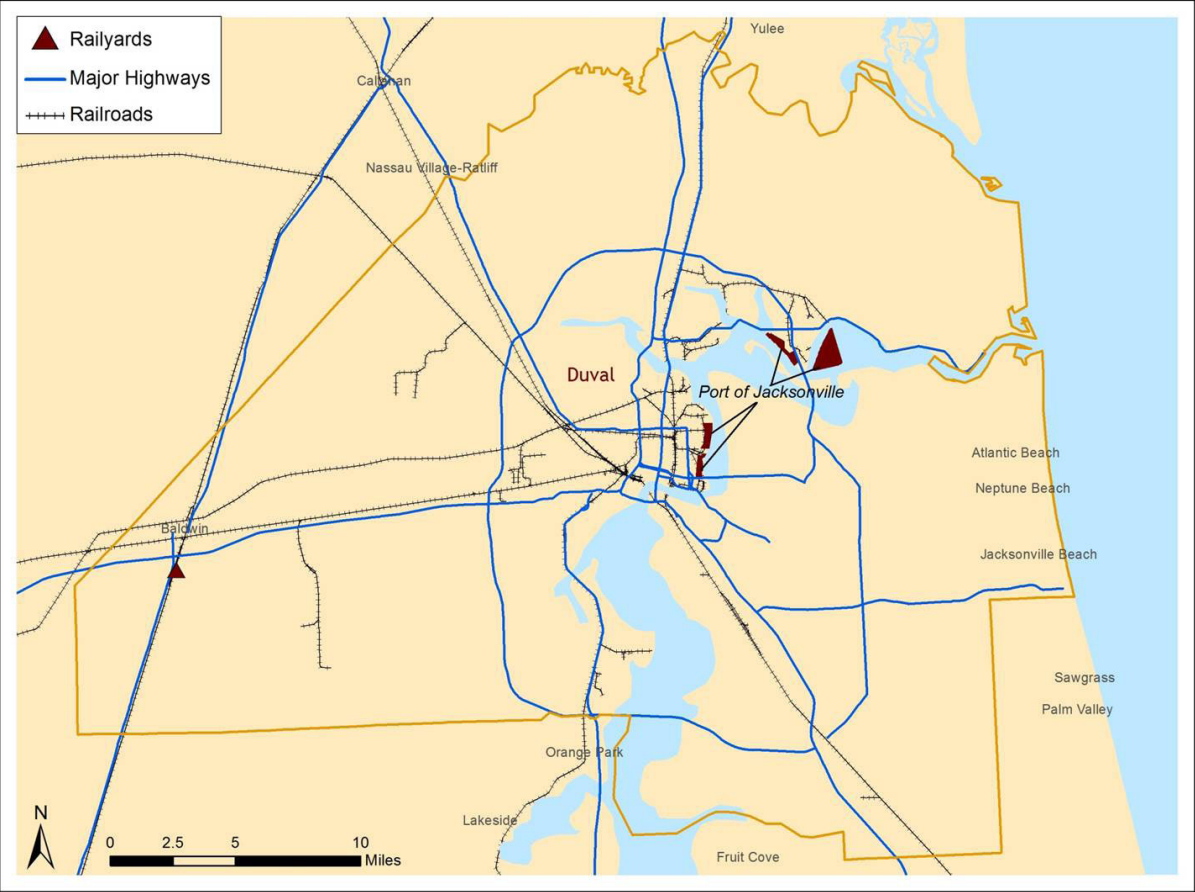 Railyards
Major Highways
Railroads
Yulee
Callahan
Nassau Village-Ratliff
Duval
Port of Jacksonville
Atlantic Beach
Neptune Beach
Baldwin
Jacksonville Beach
Sawgrass
Palm Valley
Orange Park
Lakeside
Fruit Cove
N
0 2.5 5 10
Miles